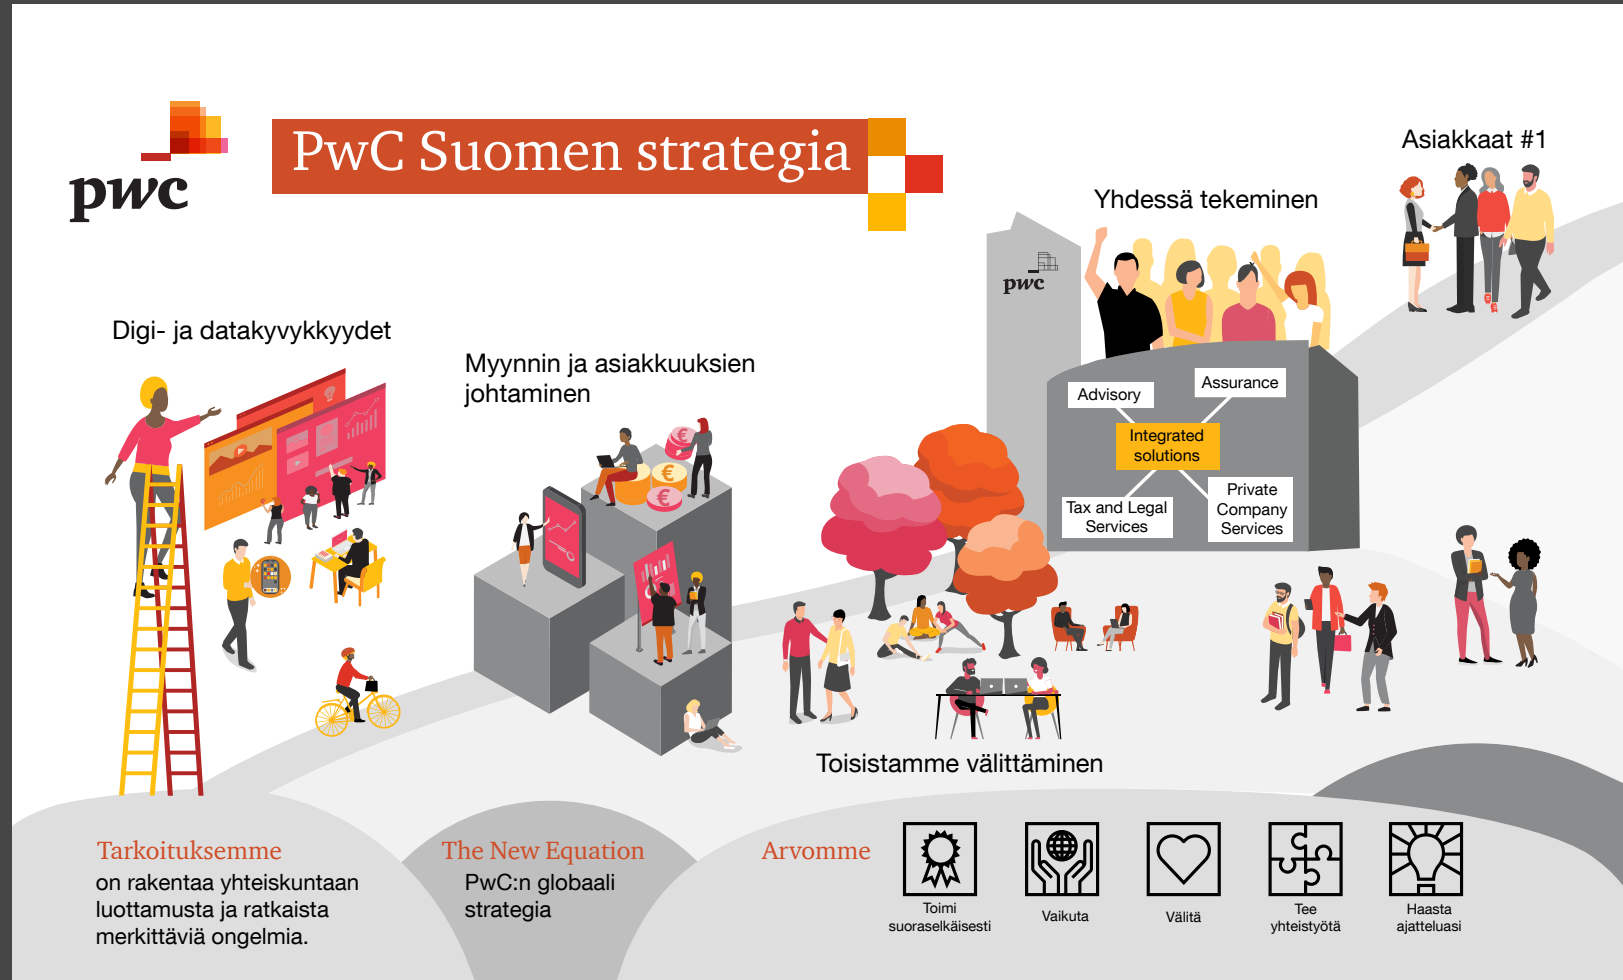 pwc
PwC Suomen strategia
Asiakkaat #1
Yhdessä tekeminen
pwc
Digi- ja datakyvykkyydet
Myynnin ja asiakkuuksien
johtaminen
€
€
€
Advisory
Assurance
Integrated
solutions
Tax and Legal
Services
Private
Company
Services
Toisistamme välittäminen
Tarkoituksemme
on rakentaa yhteiskuntaan
luottamusta ja ratkaista
merkittäviä ongelmia.
The New Equation
PwC:n globaali
strategia
Arvomme
Toimi
suoraselkäisesti
Vaikuta
Välitä
Tee
yhteistyötä
Haasta
ajatteluasi